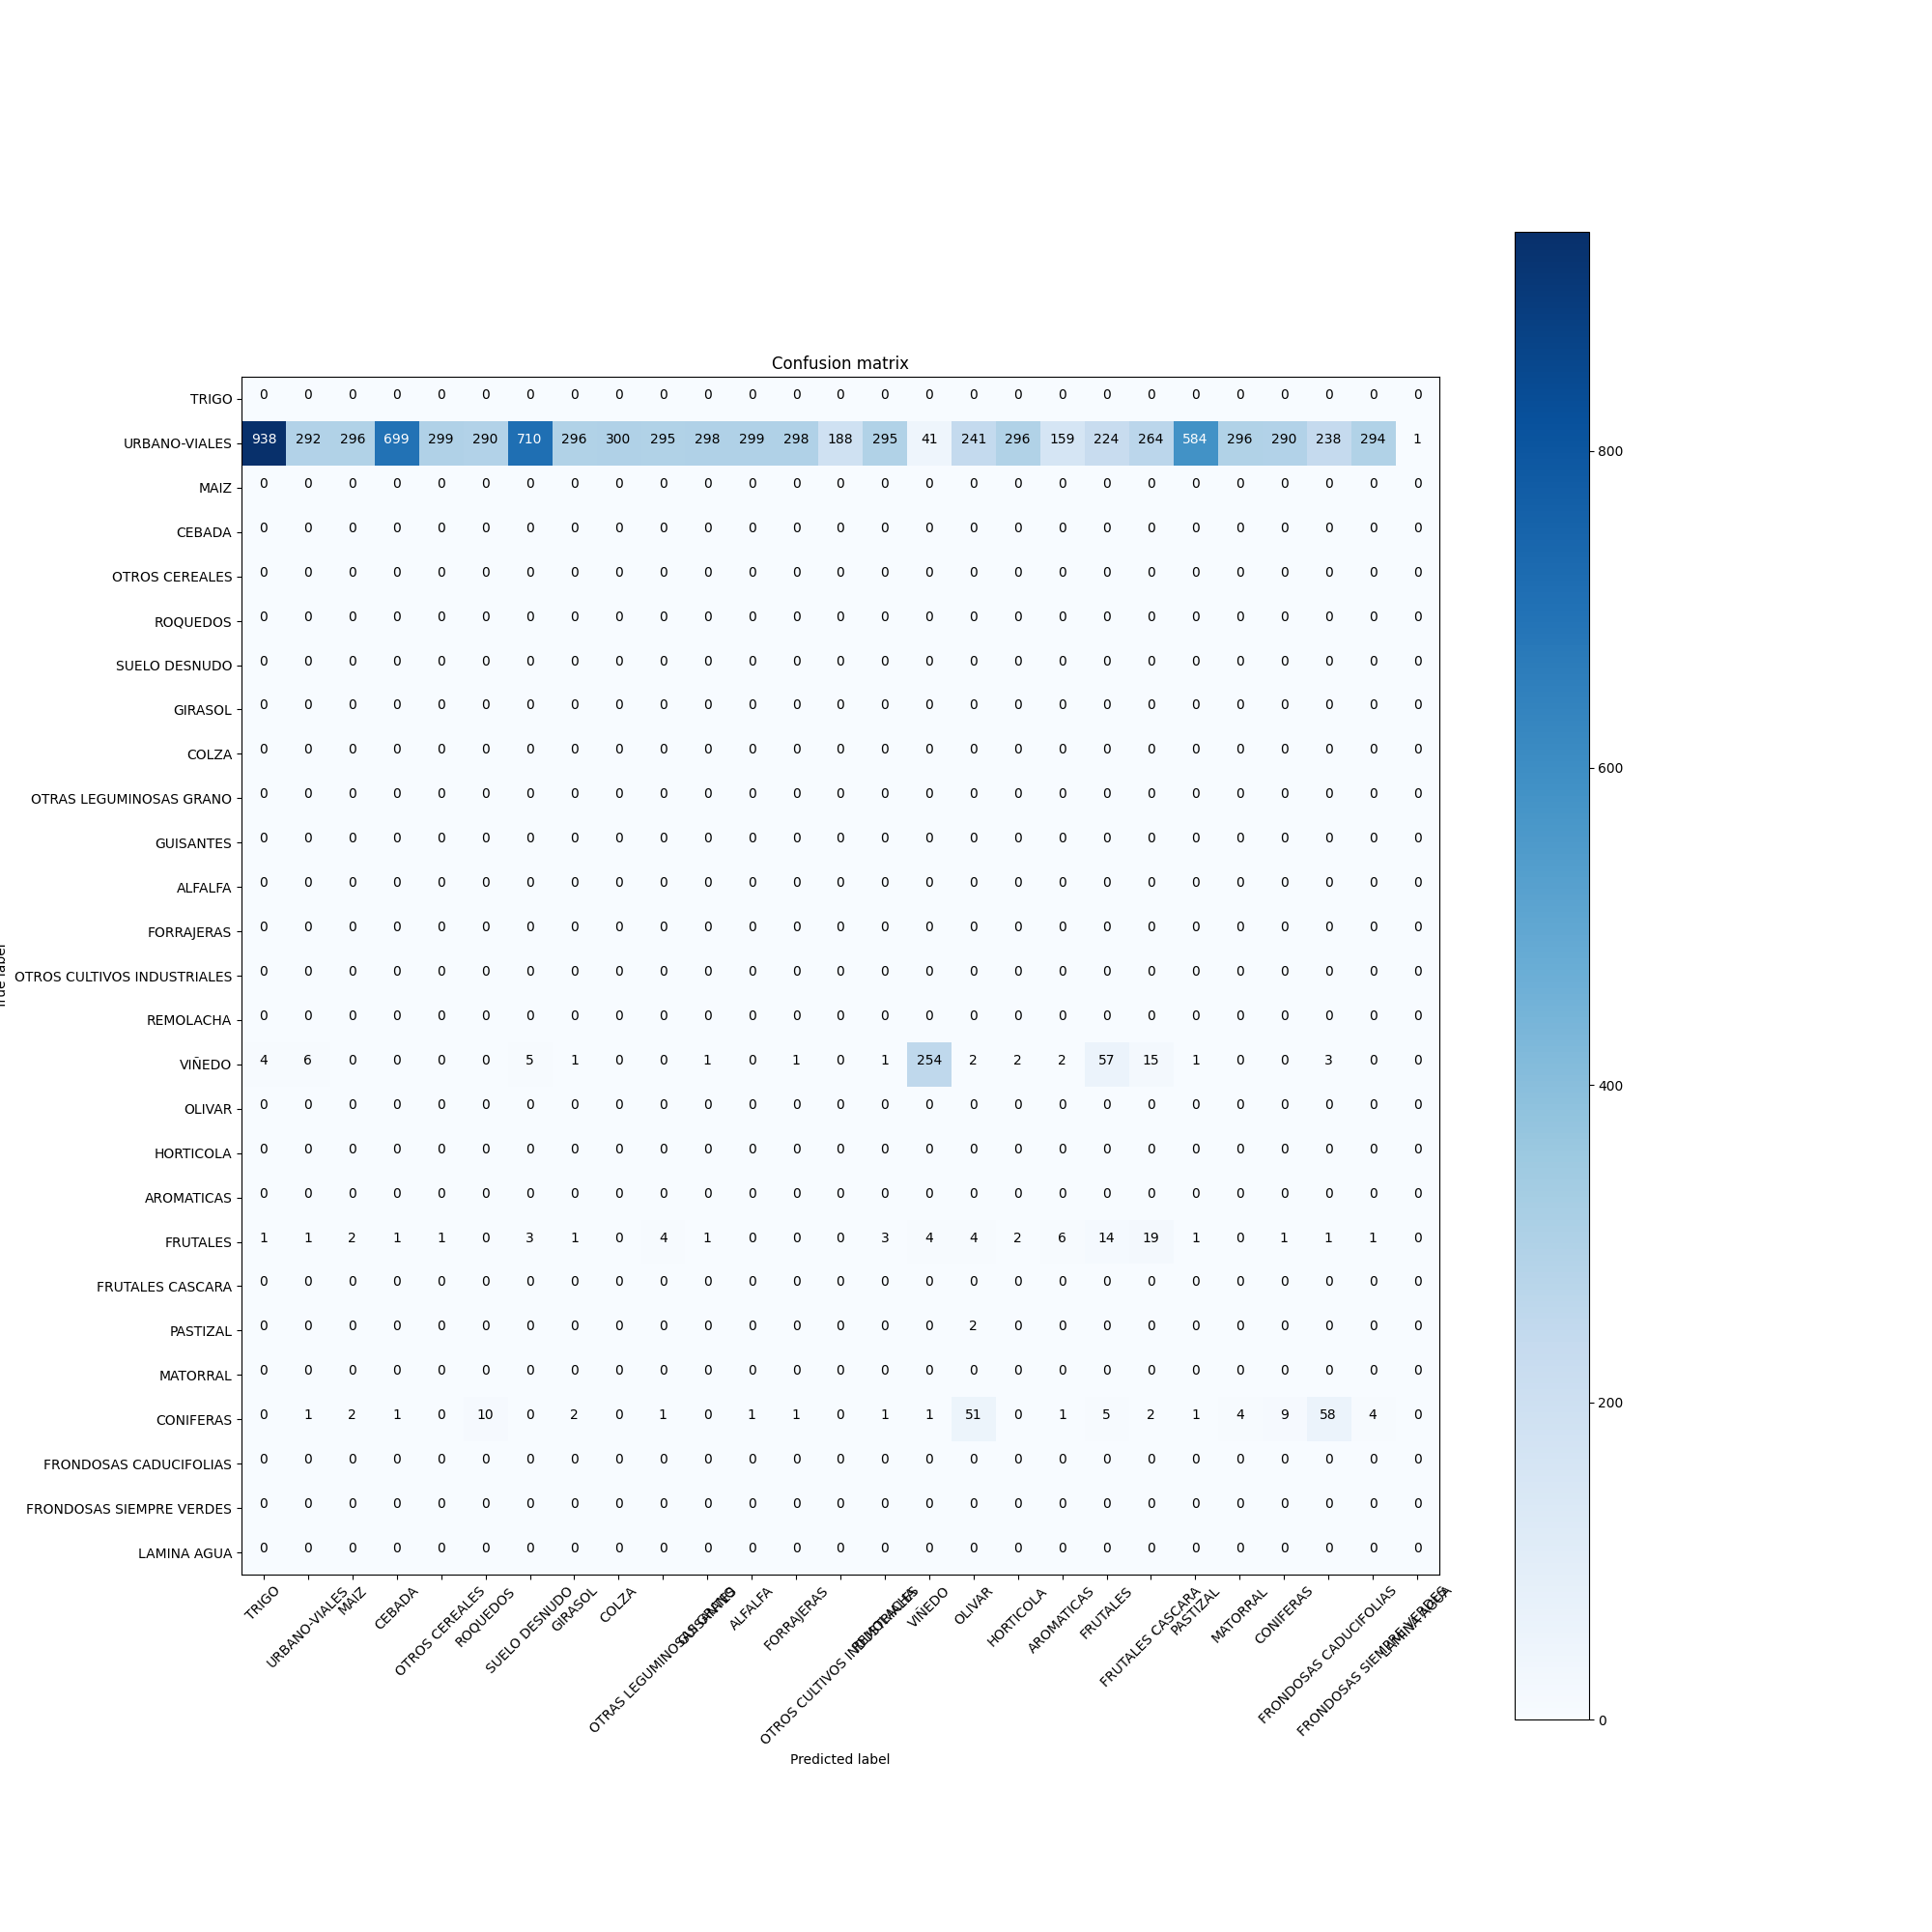 Confusion matrix
TRIGO 0 0 0 0 0 0 0 0 0 0 0 0 0 0 0 0 0 0 0 0 0 0 0 0 0 0 0
URBANO-VIALES 938 292 296 699 299 290 710 296 300 295 298 299 298 188 295 41 241 296 159 224 264 584 296 290 238 294 1
MAIZ 0 0 0 0 0 0 0 0 0 0 0 0 0 0 0 0 0 0 0 0 0 0 0 0 0 0 0
CEBADA 0 0 0 0 0 0 0 0 0 0 0 0 0 0 0 0 0 0 0 0 0 0 0 0 0 0 0
OTROS CEREALES 0 0 0 0 0 0 0 0 0 0 0 0 0 0 0 0 0 0 0 0 0 0 0 0 0 0 0
ROQUEDOS 0 0 0 0 0 0 0 0 0 0 0 0 0 0 0 0 0 0 0 0 0 0 0 0 0 0 0
SUELO DESNUDO 0 0 0 0 0 0 0 0 0 0 0 0 0 0 0 0 0 0 0 0 0 0 0 0 0 0 0
GIRASOL 0 0 0 0 0 0 0 0 0 0 0 0 0 0 0 0 0 0 0 0 0 0 0 0 0 0 0
COLZA 0 0 0 0 0 0 0 0 0 0 0 0 0 0 0 0 0 0 0 0 0 0 0 0 0 0 0
OTRAS LEGUMINOSAS GRANO 0 0 0 0 0 0 0 0 0 0 0 0 0 0 0 0 0 0 0 0 0 0 0 0 0 0 0
GUISANTES 0 0 0 0 0 0 0 0 0 0 0 0 0 0 0 0 0 0 0 0 0 0 0 0 0 0 0
ALFALFA 0 0 0 0 0 0 0 0 0 0 0 0 0 0 0 0 0 0 0 0 0 0 0 0 0 0 0
FORRAJERAS 0 0 0 0 0 0 0 0 0 0 0 0 0 0 0 0 0 0 0 0 0 0 0 0 0 0 0
OTROS CULTIVOS INDUSTRIALES 0 0 0 0 0 0 0 0 0 0 0 0 0 0 0 0 0 0 0 0 0 0 0 0 0 0 0
REMOLACHA 0 0 0 0 0 0 0 0 0 0 0 0 0 0 0 0 0 0 0 0 0 0 0 0 0 0 0
VIÑEDO 4 6 0 0 0 0 5 1 0 0 1 0 1 0 1 254 2 2 2 57 15 1 0 0 3 0 0
OLIVAR 0 0 0 0 0 0 0 0 0 0 0 0 0 0 0 0 0 0 0 0 0 0 0 0 0 0 0
HORTICOLA 0 0 0 0 0 0 0 0 0 0 0 0 0 0 0 0 0 0 0 0 0 0 0 0 0 0 0
AROMATICAS 0 0 0 0 0 0 0 0 0 0 0 0 0 0 0 0 0 0 0 0 0 0 0 0 0 0 0
FRUTALES 1 1 2 1 1 0 3 1 0 4 1 0 0 0 3 4 4 2 6 14 19 1 0 1 1 1 0
FRUTALES CASCARA 0 0 0 0 0 0 0 0 0 0 0 0 0 0 0 0 0 0 0 0 0 0 0 0 0 0 0
PASTIZAL 0 0 0 0 0 0 0 0 0 0 0 0 0 0 0 0 2 0 0 0 0 0 0 0 0 0 0
MATORRAL 0 0 0 0 0 0 0 0 0 0 0 0 0 0 0 0 0 0 0 0 0 0 0 0 0 0 0
CONIFERAS 0 1 2 1 0 10 0 2 0 1 0 1 1 0 1 1 51 0 1 5 2 1 4 9 58 4 0
FRONDOSAS CADUCIFOLIAS 0 0 0 0 0 0 0 0 0 0 0 0 0 0 0 0 0 0 0 0 0 0 0 0 0 0 0
FRONDOSAS SIEMPRE VERDES 0 0 0 0 0 0 0 0 0 0 0 0 0 0 0 0 0 0 0 0 0 0 0 0 0 0 0
LAMINA AGUA 0 0 0 0 0 0 0 0 0 0 0 0 0 0 0 0 0 0 0 0 0 0 0 0 0 0 0
TRIGO
URBANO-VIALES
MAIZ
CEBADA
OTROS CEREALES
ROQUEDOS
SUELO DESNUDO
GIRASOL
COLZA
OTRAS LEGUMINOSAS GRANO
GUISANTES
ALFALFA
FORRAJERAS
OTROS CULTIVOS INDUSTRIALES
REMOLACHA
VIÑEDO
OLIVAR
HORTICOLA
AROMATICAS
FRUTALES
FRUTALES CASCARA
PASTIZAL
MATORRAL
CONIFERAS
FRONDOSAS CADUCIFOLIAS
FRONDOSAS SIEMPRE VERDES
LAMINA AGUA
Predicted label
800
600
400
200
0